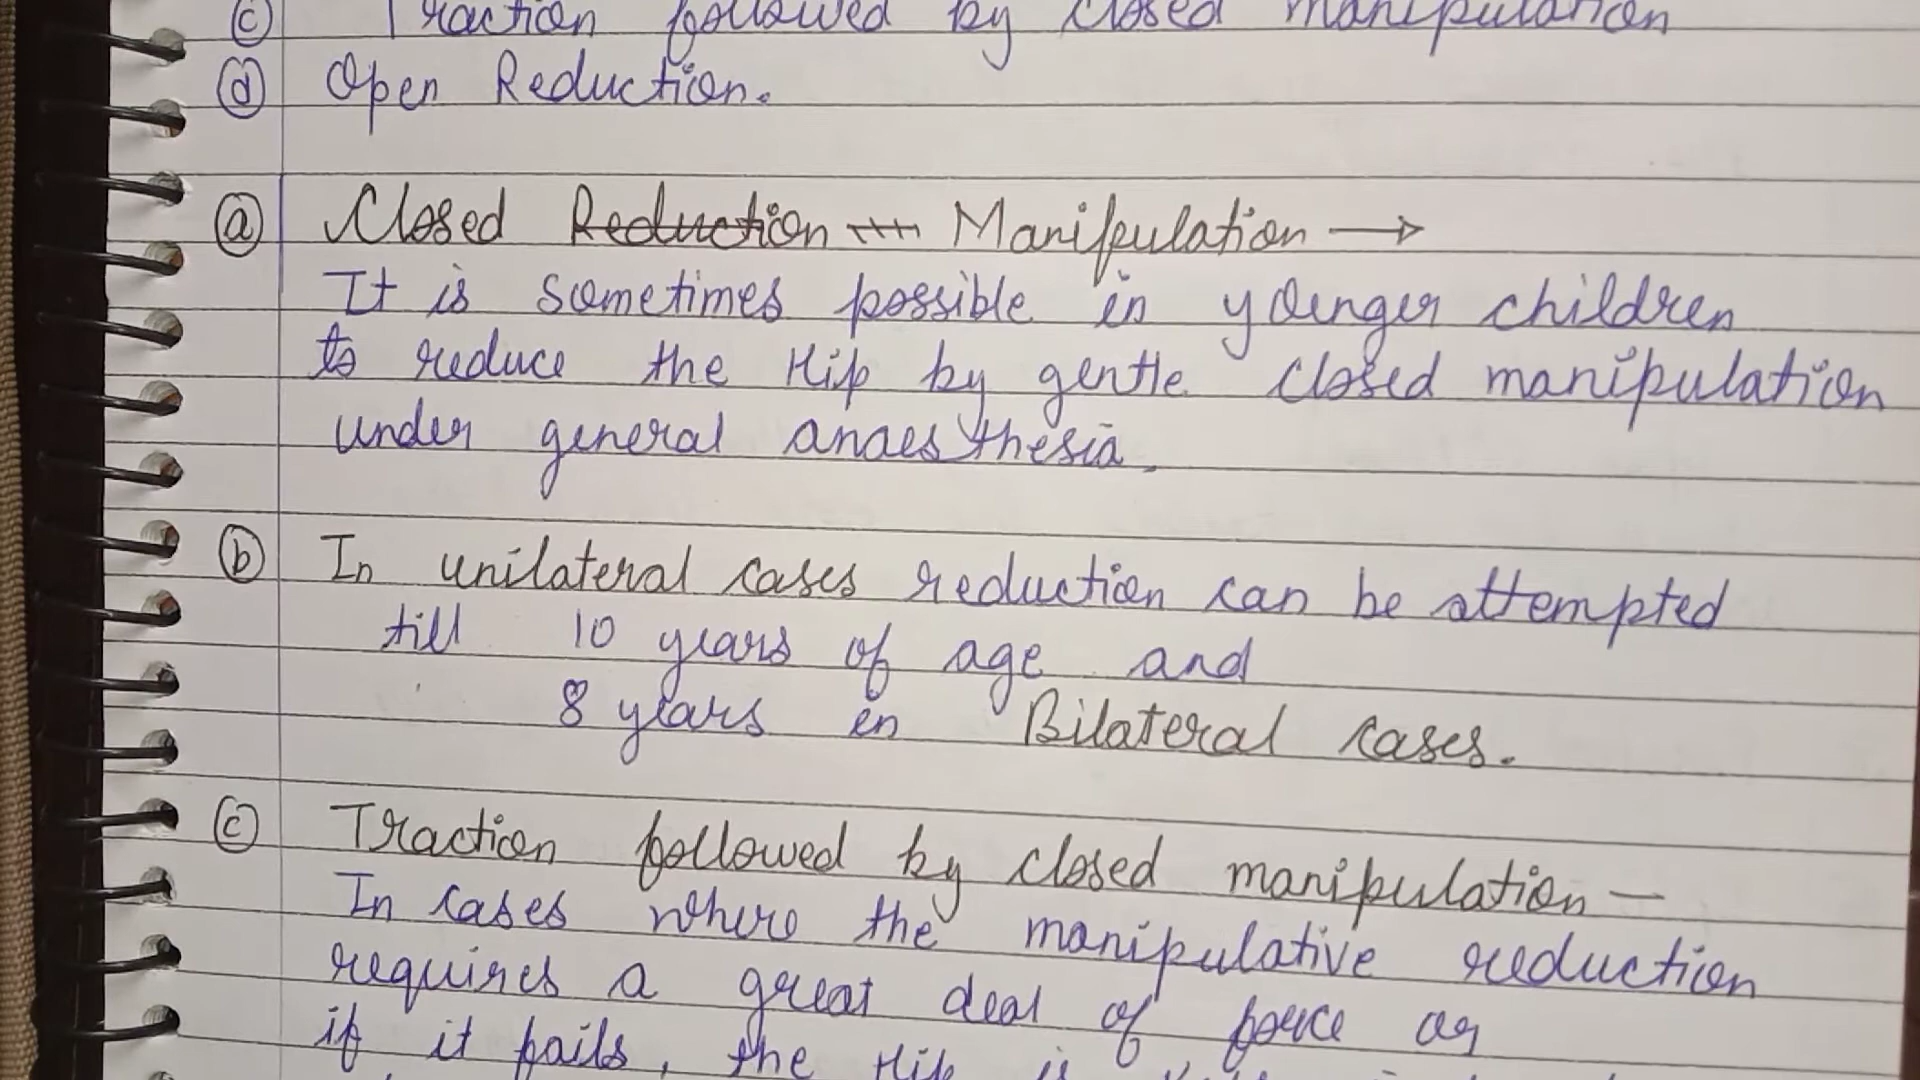 (c) Traction followed by closed manipulation
(d) Open Reduction.
(a) Closed Reduction Manipulation →
It is sometimes possible in younger children
to reduce the Hip by gentle closed manipulation
under general anaesthesia.
(b) In unilateral cases reduction can be attempted
till 10 years of age and
8 years in Bilateral cases.
(c) Traction followed by closed manipulation –
In cases where the manipulative reduction
requires a great deal of force or
if it fails, the Hip is